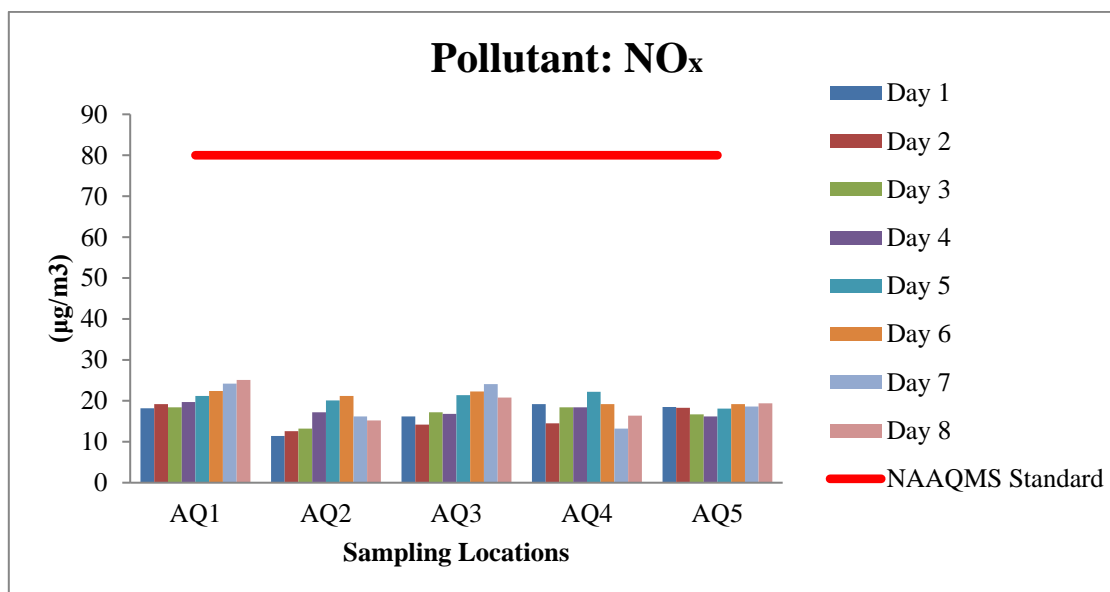 Pollutant: NOx
90
80
70
60
50
40
30
20
10
0
(µg/m3)
AQ1 AQ2 AQ3 AQ4 AQ5
Sampling Locations
Day 1
Day 2
Day 3
Day 4
Day 5
Day 6
Day 7
Day 8
NAAQMS Standard